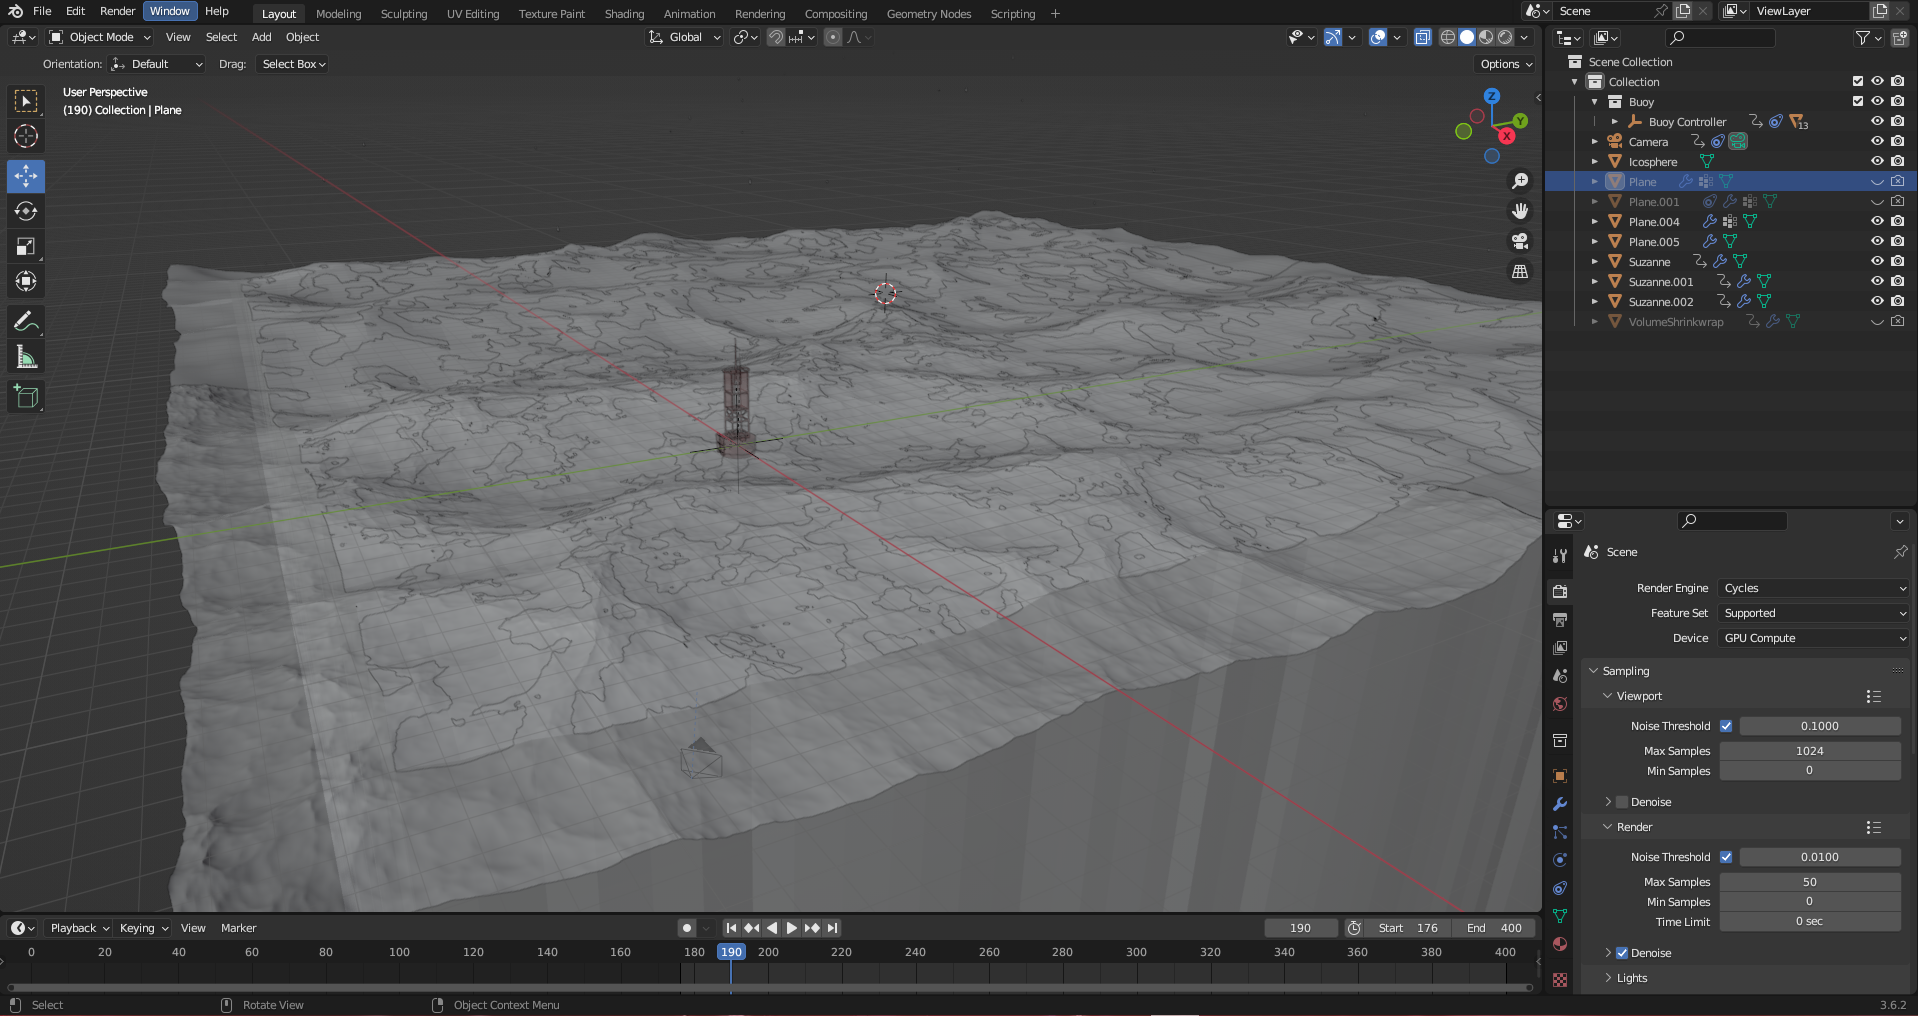 File Edit Render Window Help Layout Modeling Sculpting UV Editing Texture Paint Shading Animation Rendering Compositing Geometry Nodes Scripting + Scene ViewLayer
Object Mode View Select Add Object Global
Orientation: Default Drag: Select Box Options
User Perspective
(190) Collection | Plane
Z
Y
X
Scene Collection
Collection
Buoy
Buoy Controller 13
Camera
Icosphere
Plane
Plane.001
Plane.004
Plane.005
Suzanne
Suzanne.001
Suzanne.002
VolumeShrinkwrap
Scene
Render Engine Cycles
Feature Set Supported
Device GPU Compute
Sampling
Viewport
Noise Threshold 0.1000
Max Samples 1024
Min Samples 0
Denoise
Render
Noise Threshold 0.0100
Max Samples 50
Min Samples 0
Time Limit 0 sec
Denoise
Lights
Playback Keying View Marker 190 Start 176 End 400
0 20 40 60 80 100 120 140 160 180 190 200 220 240 260 280 300 320 340 360 380 400
Select Rotate View Object Context Menu 3.6.2